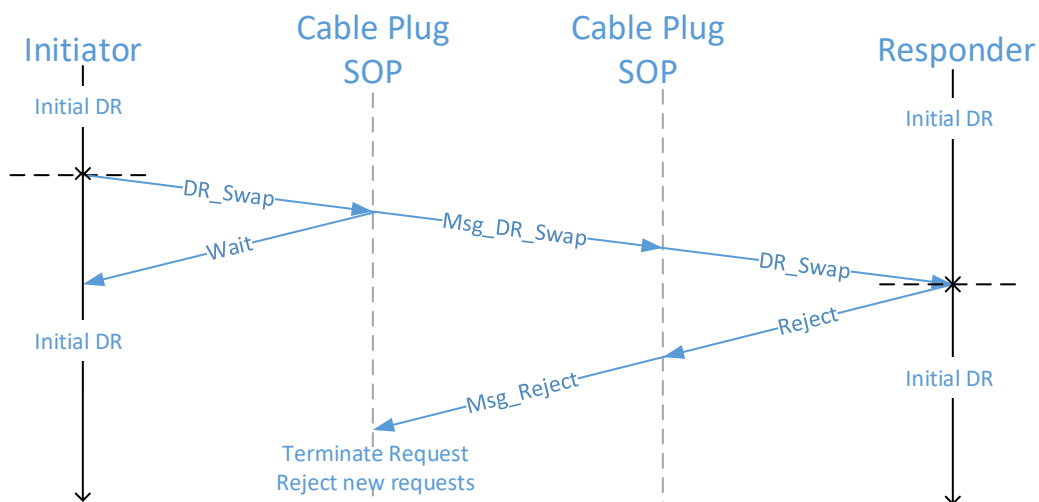 Initiator
Cable Plug
SOP
Cable Plug
SOP
Responder
Initial DR
Initial DR
DR_Swap
Msg_DR_Swap
DR_Swap
Wait
Reject
Initial DR
Initial DR
Msg_Reject
Terminate Request
Reject new requests